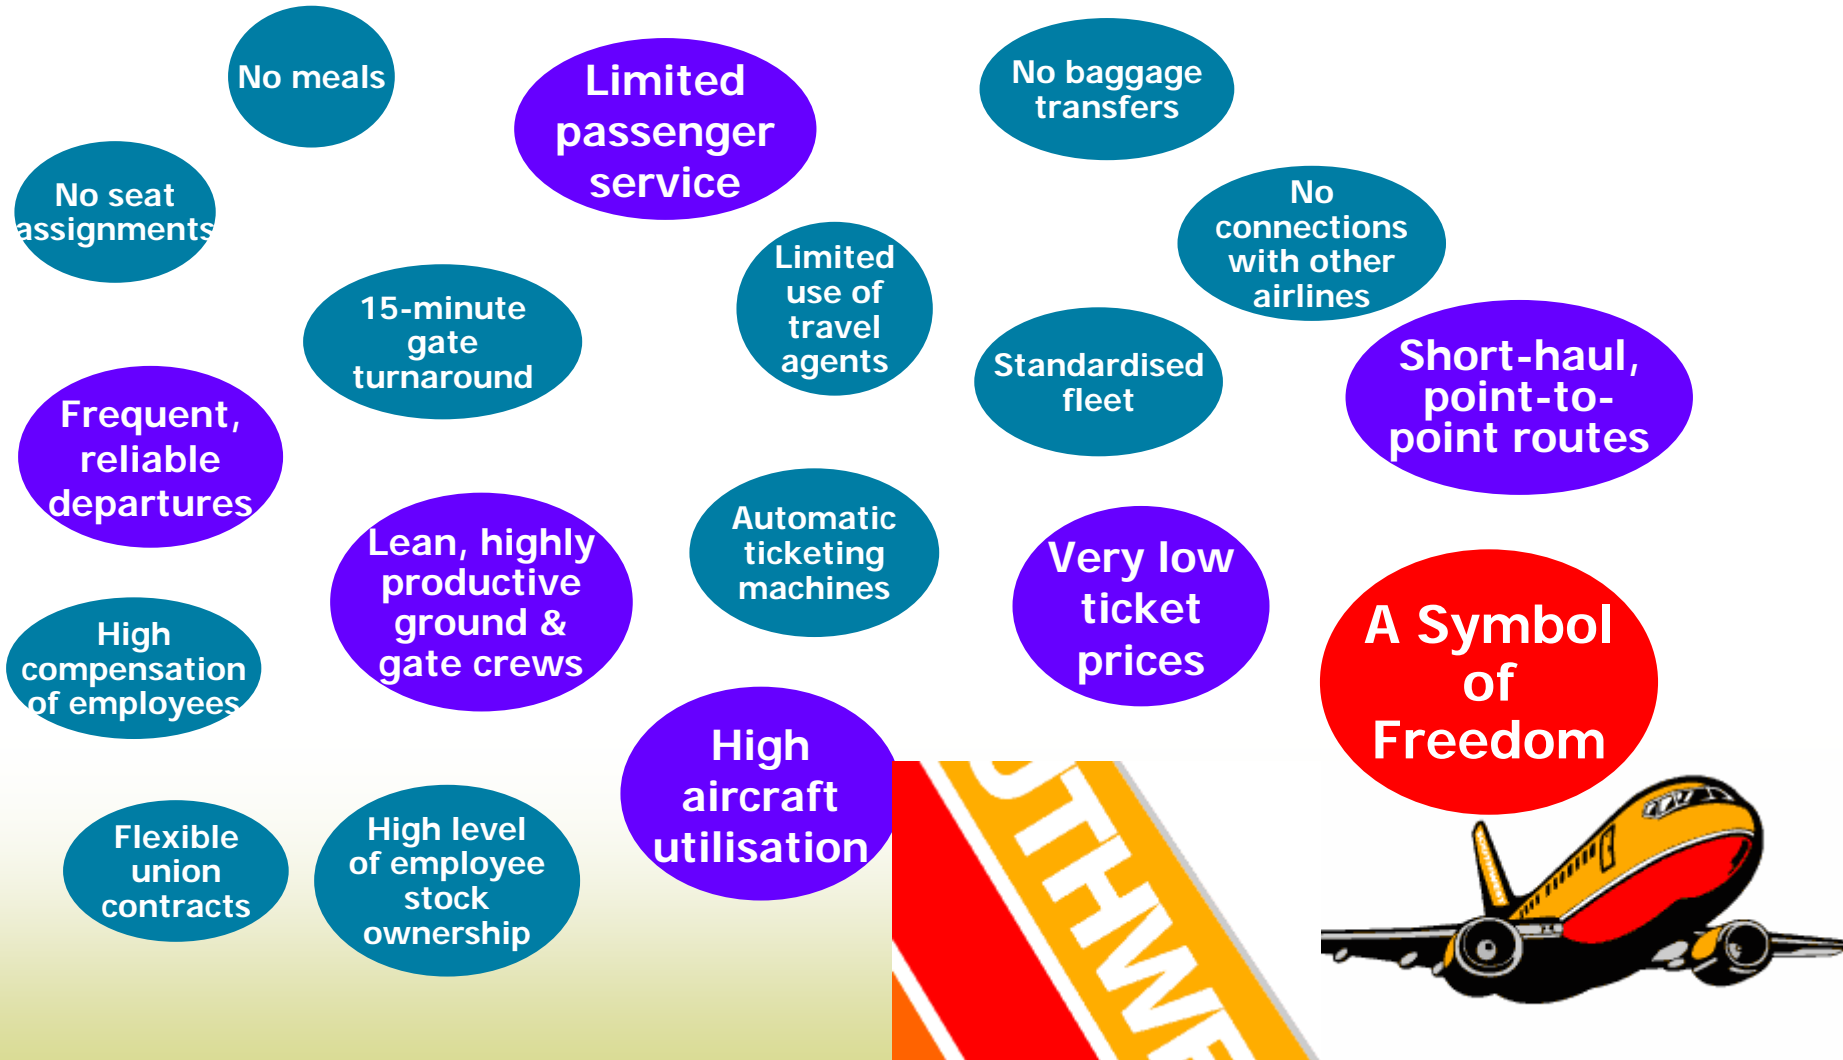 No meals
Limited
passenger
service
No baggage
transfers
No seat
assignments
No
connections
with other
airlines
Limited
use of
travel
agents
15-minute
gate
turnaround
Standardised
fleet
Short-haul,
point-to-
point routes
Frequent,
reliable
departures
Lean, highly
productive
ground &
gate crews
Automatic
ticketing
machines
Very low
ticket
prices
A Symbol
of
Freedom
High
compensation
of employees
High
aircraft
utilisation
Flexible
union
contracts
High level
of employee
stock
ownership
UTHWE
SOUTHWEST